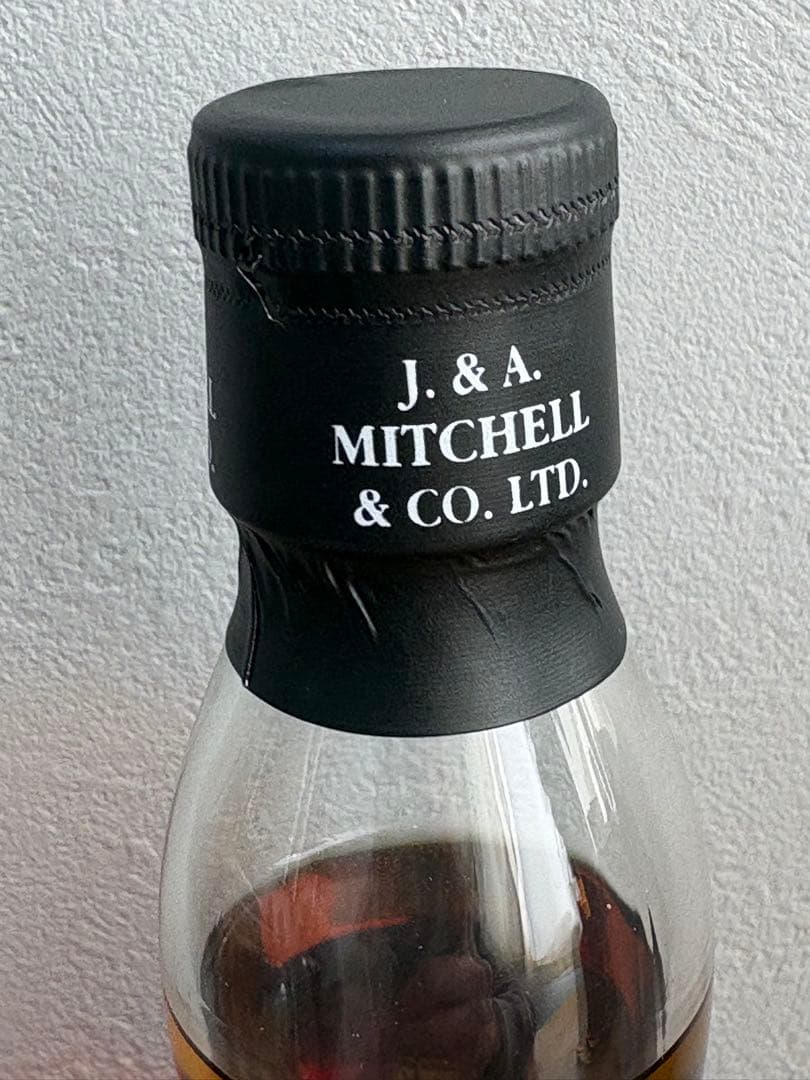 J. & A.
MITCHELL
& CO. LTD.